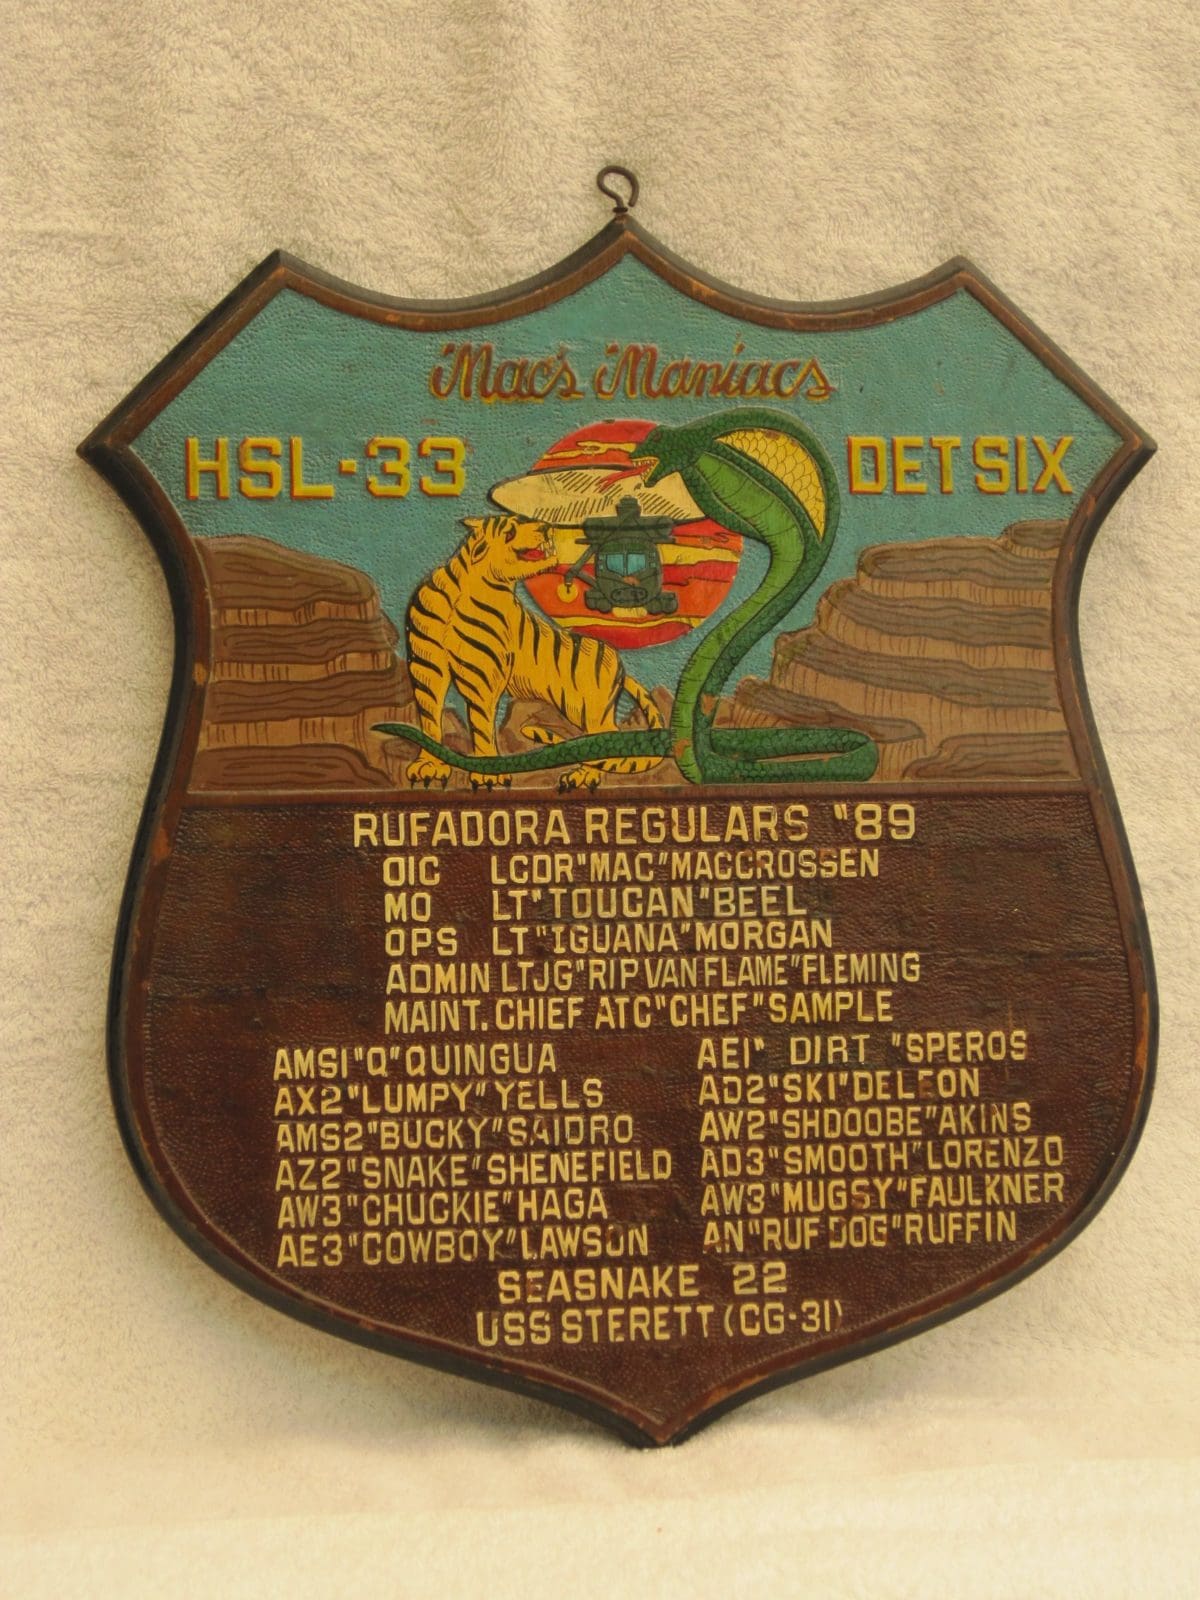 Mac's Maniacs
HSL-33 DET SIX
RUFADORA REGULARS "89
OIC LCDR"MAC"MACCROSSEN
MO LT"TOUCAN"BEEL
OPS LT"IGUANA"MORGAN
ADMIN LTJG"RIP VAN FLAME"FLEMING
MAINT. CHIEF ATC"CHEF"SAMPLE
AMS1"Q"QUINGUA
AX2"LUMPY"YELLS
AMS2"BUCKY"SAIDRO
AZ2"SNAKE"SHENEFIELD
AW3"CHUCKIE"HAGA
AE3"COWBOY"LAWSON
AE1" DIRT "SPEROS
AD2"SKI"DELEON
AW2"SHDOOBE"AKINS
AD3"SMOOTH"LORENZO
AW3"MUGSY"FAULKNER
AN"RUF DOG"RUFFIN
SEASNAKE 22
USS STERETT (CG-31)